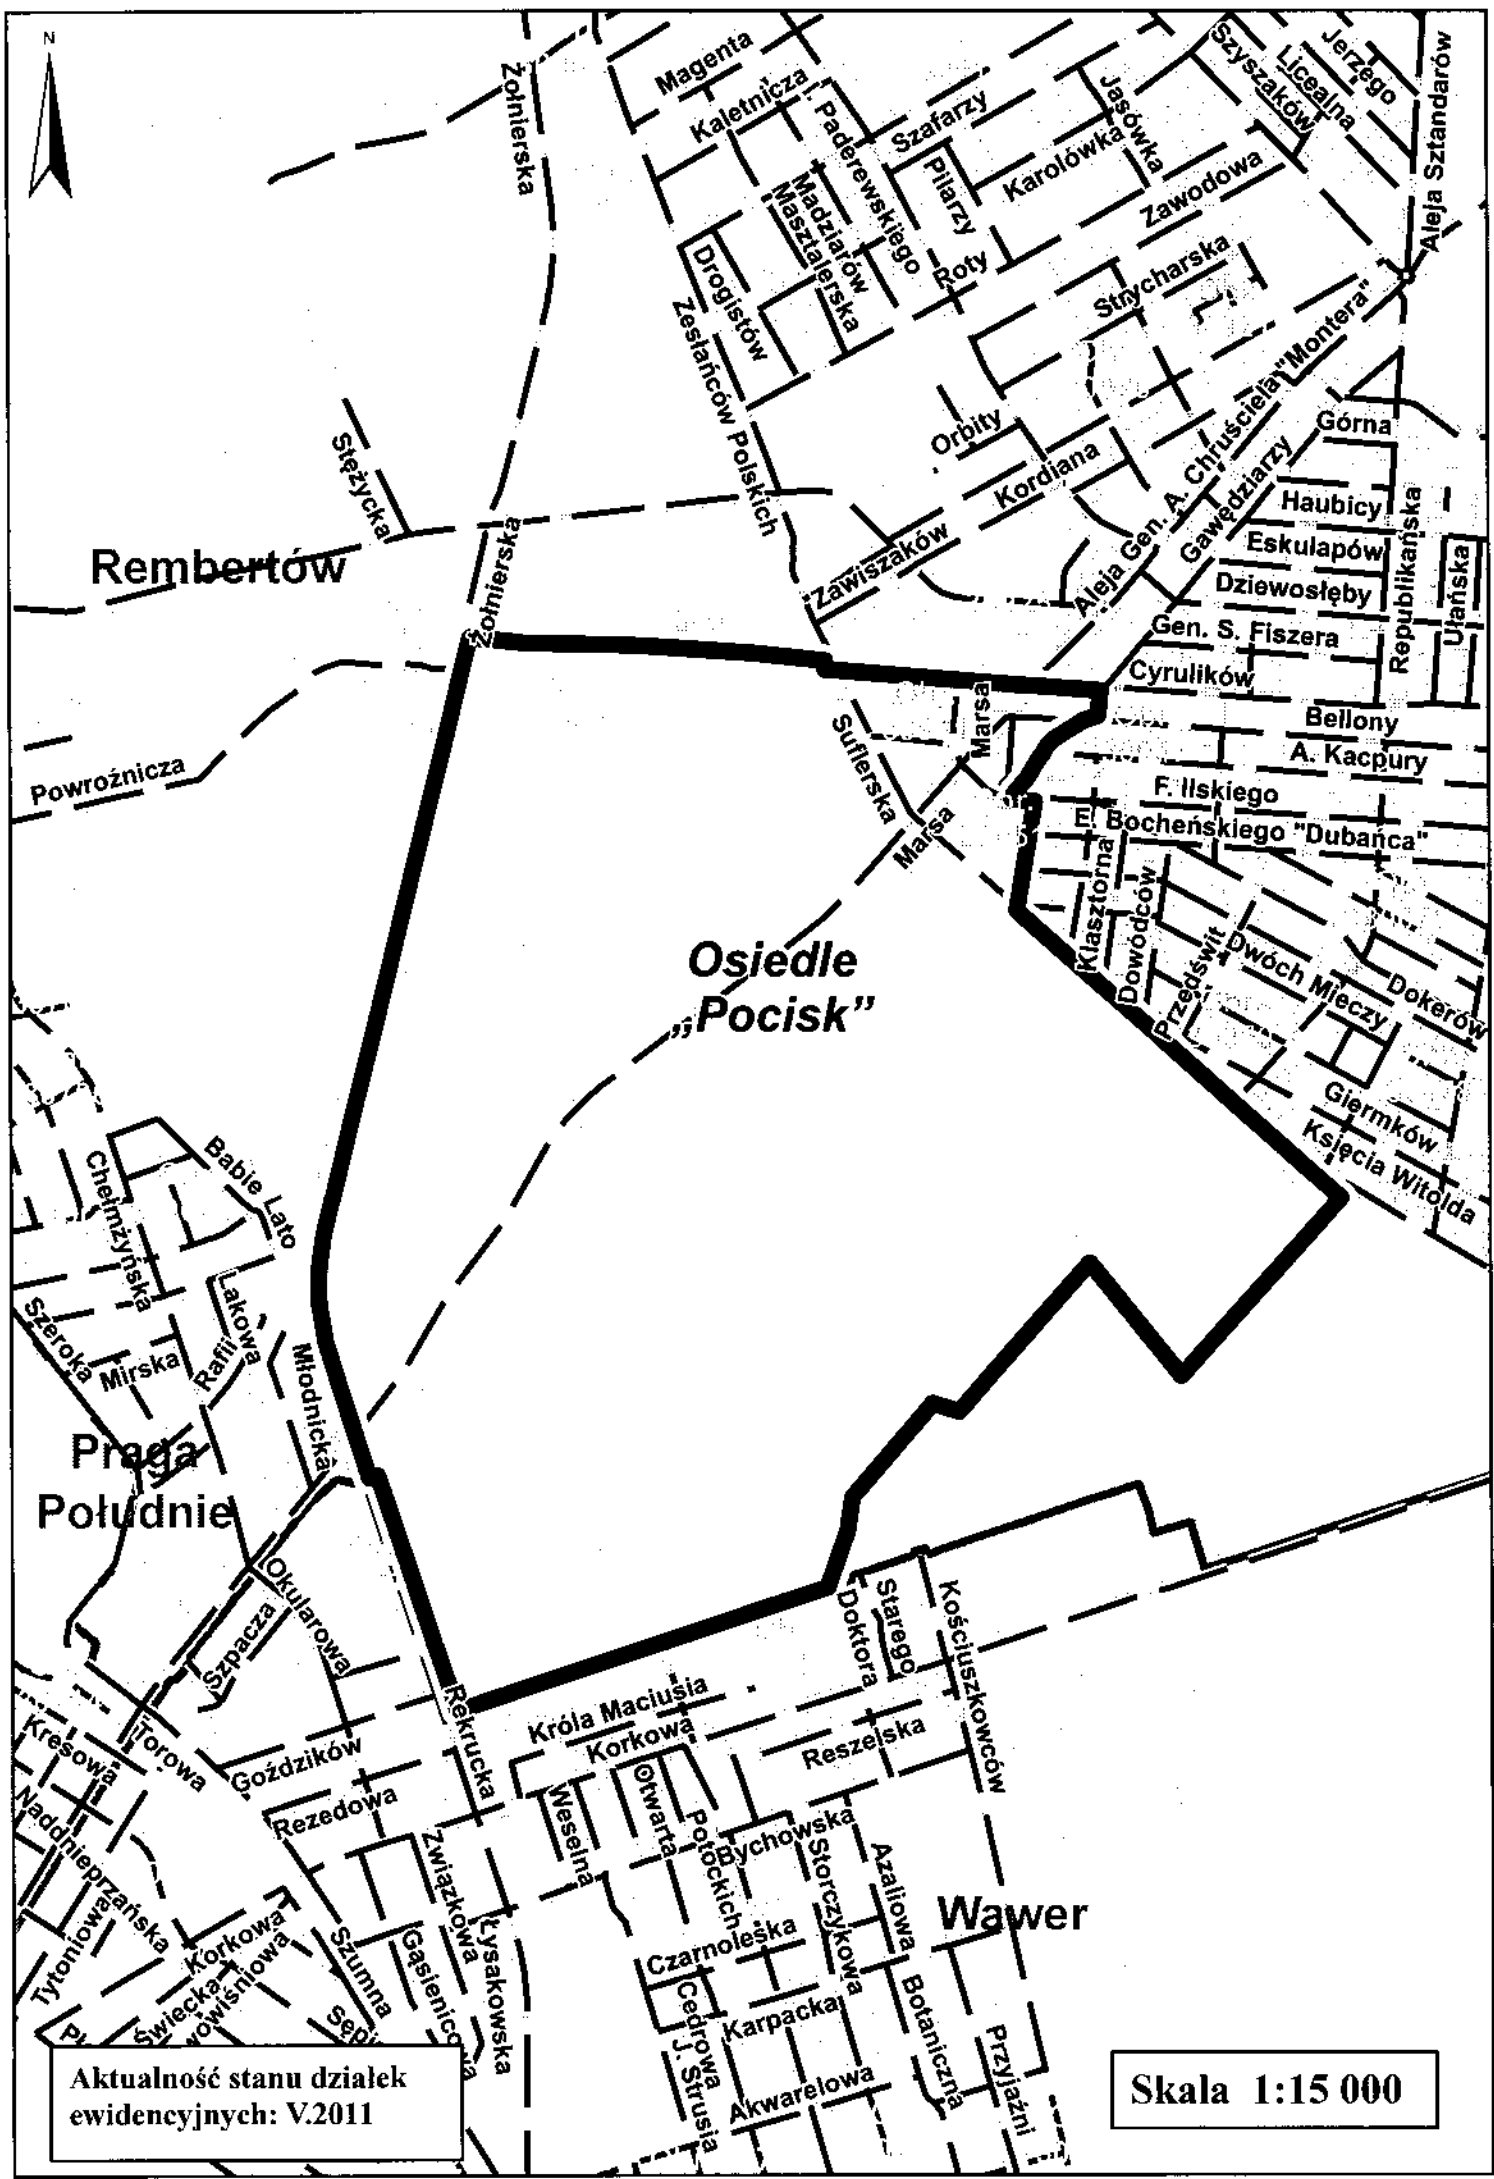 N
Żołnierska
Magenta
Kaletnicza
I. Paderewskiego
Szafarzy
Pilarzy
Jasówka
Karolówka
Zawodowa
Szyszaków
Licealna
Jerzego
Aleja Sztandarów
Madziarów
Masztalerska
Drogistów
Roty
Strycharska
Zesłańców Polskich
Orbity
Kordiana
Zawiszaków
Aleja Gen. A. Chruściela "Montera"
Gawędziarzy
Górna
Haubicy
Eskulapów
Dziewosłęby
Republikańska
Ułańska
Gen. S. Fiszera
Cyrulików
Bellony
A. Kacpury
F. Ilskiego
E. Bocheńskiego "Dubańca"
Stężycka
Rembertów
Żołnierska
Powroźnicza
Suflerska
Marsa
Marsa
Klasztorna
Dowódców
Przedświt
Dwóch Mieczy
Dokerów
Giermków
Księcia Witolda
Osiedle
„Pocisk”
Chełmżyńska
Babie Lato
Łakowa
Szeroka
Mirska
Rafii
Młodnicka
Praga
Południe
Okularowa
Szpacza
Torowa
Kresowa
Goździków
Rezedowa
Rekrucka
Naddnieprzańska
Tytoniowa
Korkowa
Świecka
Szumna
Gąsienicowa
Związkowa
Łysakowska
Króla Maciusia
Korkowa
Doktora
Starego
Kościuszkowców
Reszelska
Weselna
Otwarta
Potockich
Bychowska
Storczykowa
Azaliowa
Wawer
Czarnoleska
Cedrowa
Karpacka
J. Strusia
Akwarelowa
Botaniczna
Przyjaźni
Aktualność stanu działek
ewidencyjnych: V.2011
Skala 1:15 000